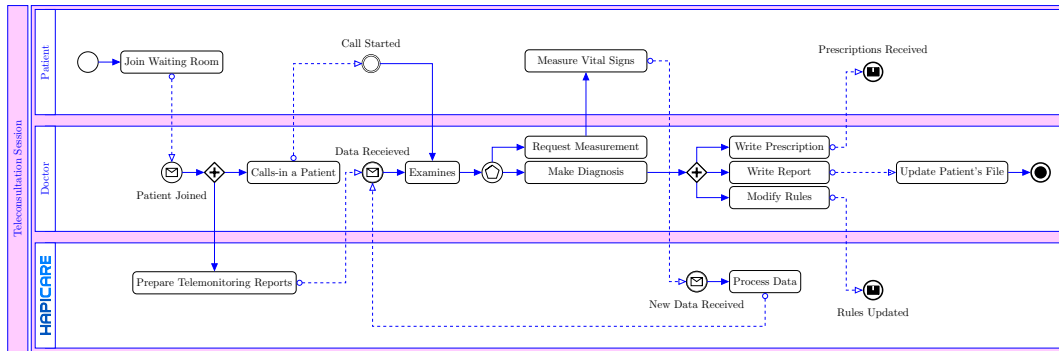 Teleconsultation Session
Patient
Join Waiting Room
Call Started
Measure Vital Signs
Prescriptions Received
Doctor
Patient Joined
Calls-in a Patient
Data Receieved
Examines
Request Measurement
Make Diagnosis
Write Prescription
Write Report
Modify Rules
Update Patient's File
HAPICARE
Prepare Telemonitoring Reports
New Data Received
Process Data
Rules Updated